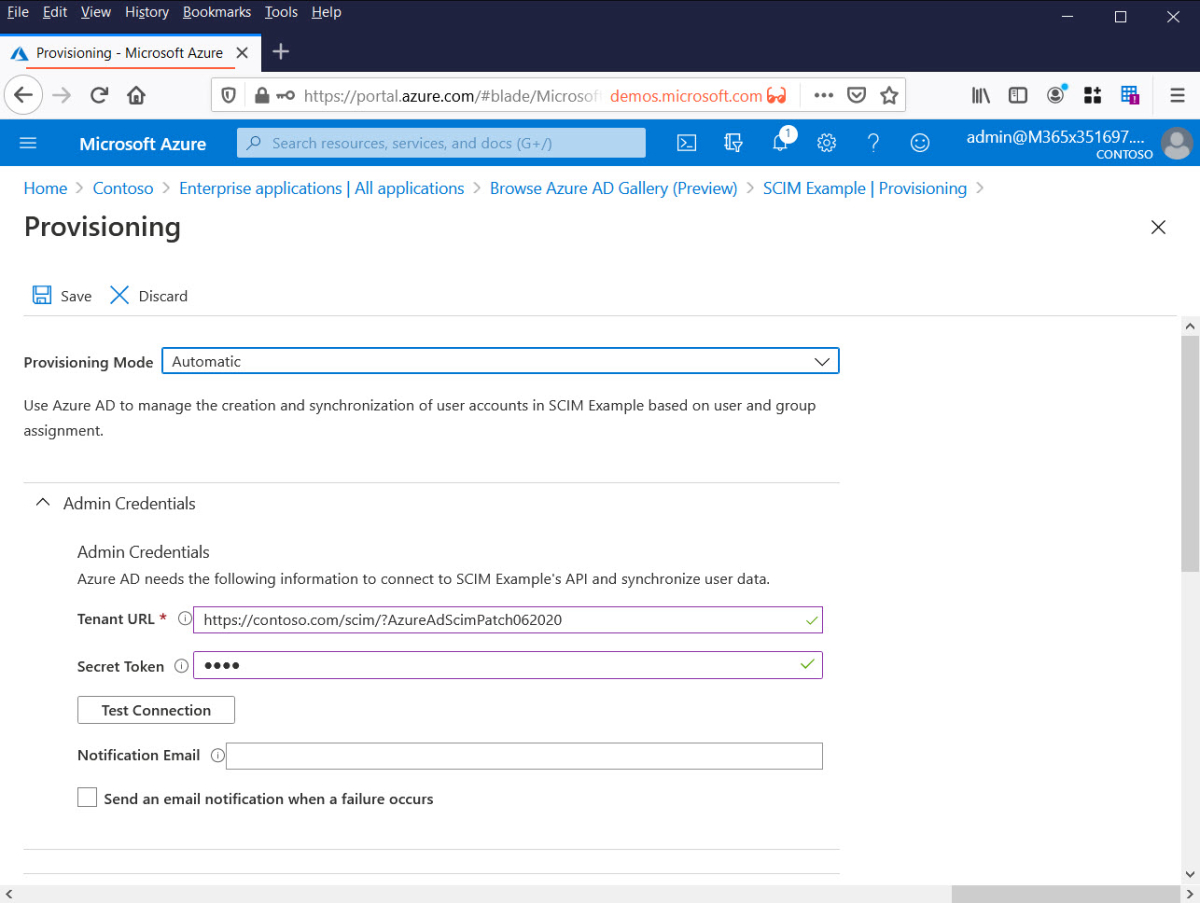 File Edit View History Bookmarks Tools Help
Provisioning - Microsoft Azure
https://portal.azure.com/#blade/Microsof demos.microsoft.com
Microsoft Azure
Search resources, services, and docs (G+/)
1
admin@M365x351697....
CONTOSO
Home > Contoso > Enterprise applications | All applications > Browse Azure AD Gallery (Preview) > SCIM Example | Provisioning >
Provisioning
Save Discard
Provisioning Mode Automatic
Use Azure AD to manage the creation and synchronization of user accounts in SCIM Example based on user and group
assignment.
Admin Credentials
Admin Credentials
Azure AD needs the following information to connect to SCIM Example's API and synchronize user data.
Tenant URL * https://contoso.com/scim/?AzureAdScimPatch062020
Secret Token ●●●●
Test Connection
Notification Email
Send an email notification when a failure occurs